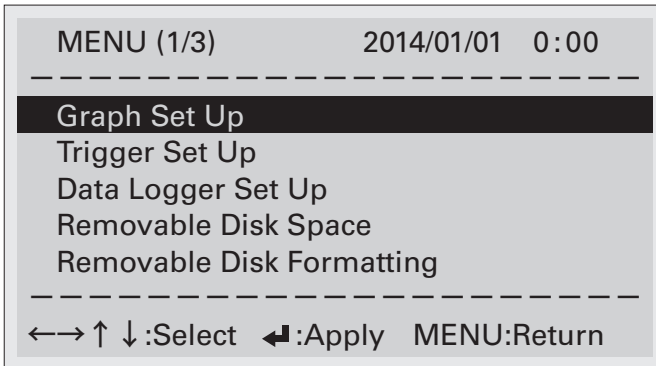 MENU (1/3) 2014/01/01 0:00
Graph Set Up
Trigger Set Up
Data Logger Set Up
Removable Disk Space
Removable Disk Formatting
←→↑↓:Select ↵:Apply MENU:Return